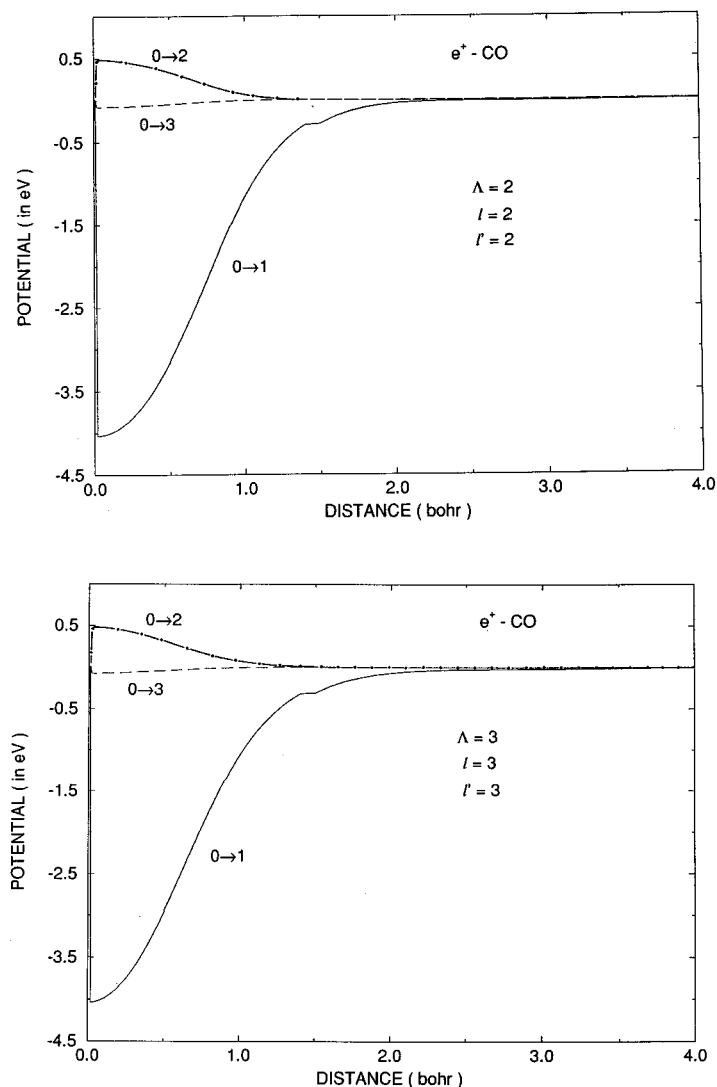 0→2
e⁺ - CO
0.5
0→3
-0.5
Λ = 2
l = 2
l' = 2
-1.5
0→1
-2.5
-3.5
-4.5
POTENTIAL ( in eV )
0.0
1.0
2.0
3.0
4.0
DISTANCE ( bohr )
0→2
e⁺ - CO
0.5
0→3
-0.5
Λ = 3
l = 3
l' = 3
-1.5
0→1
-2.5
-3.5
-4.5
POTENTIAL ( in eV )
0.0
1.0
2.0
3.0
4.0
DISTANCE ( bohr )